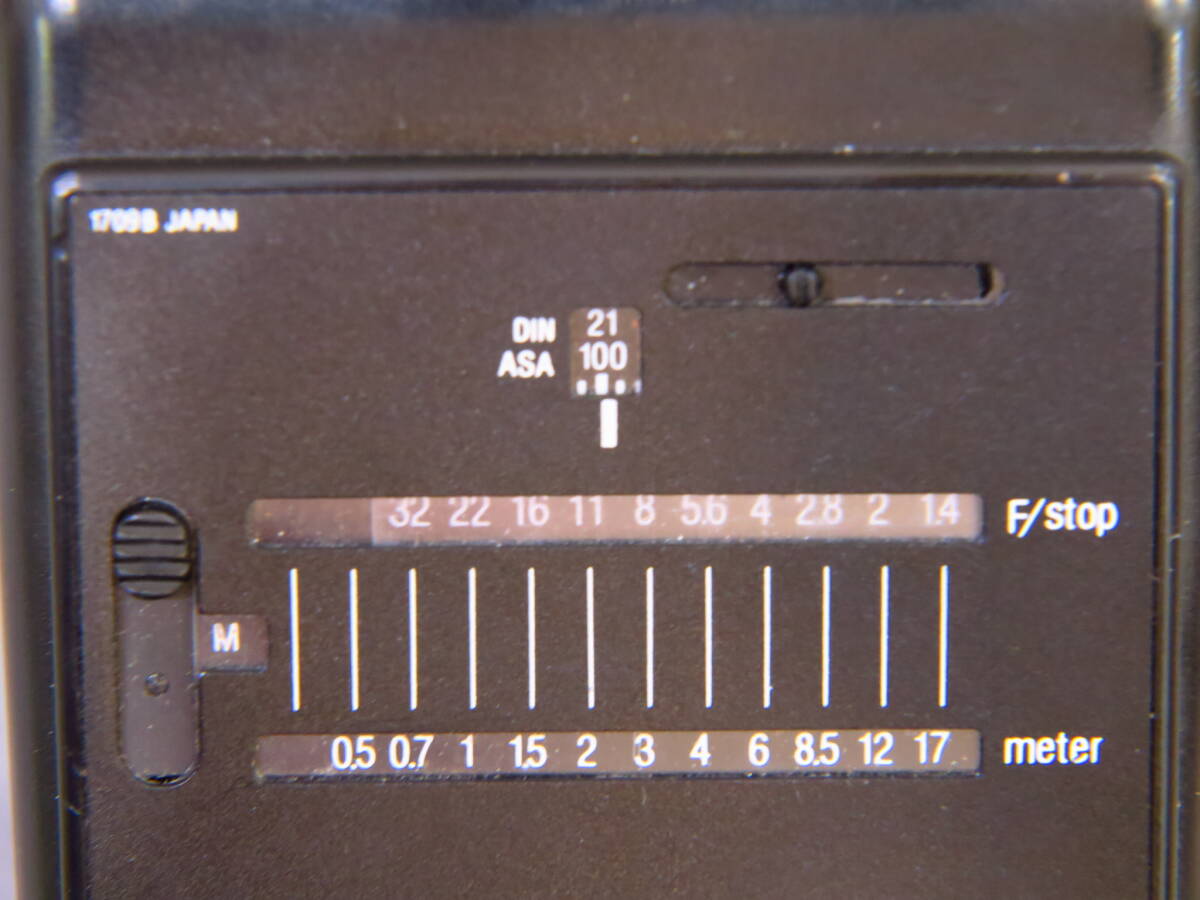 1709B JAPAN
DIN 21
ASA 100
32 22 16 11 8 5.6 4 2.8 2 1.4 F/stop
M
0.5 0.7 1 1.5 2 3 4 6 8.5 12 17 meter